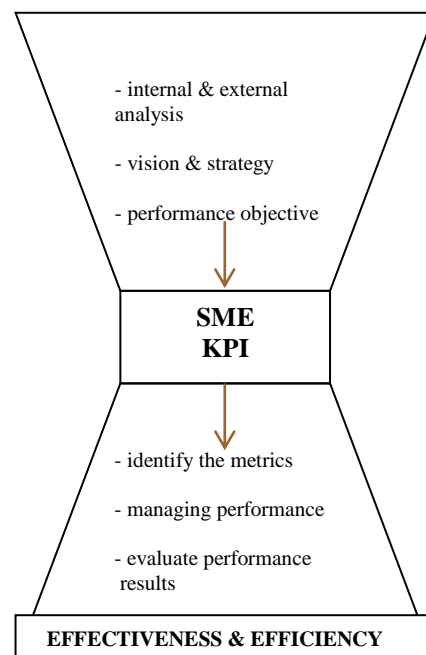 - internal & external
analysis
- vision & strategy
- performance objective
SME
KPI
- identify the metrics
- managing performance
- evaluate performance
results
EFFECTIVENESS & EFFICIENCY